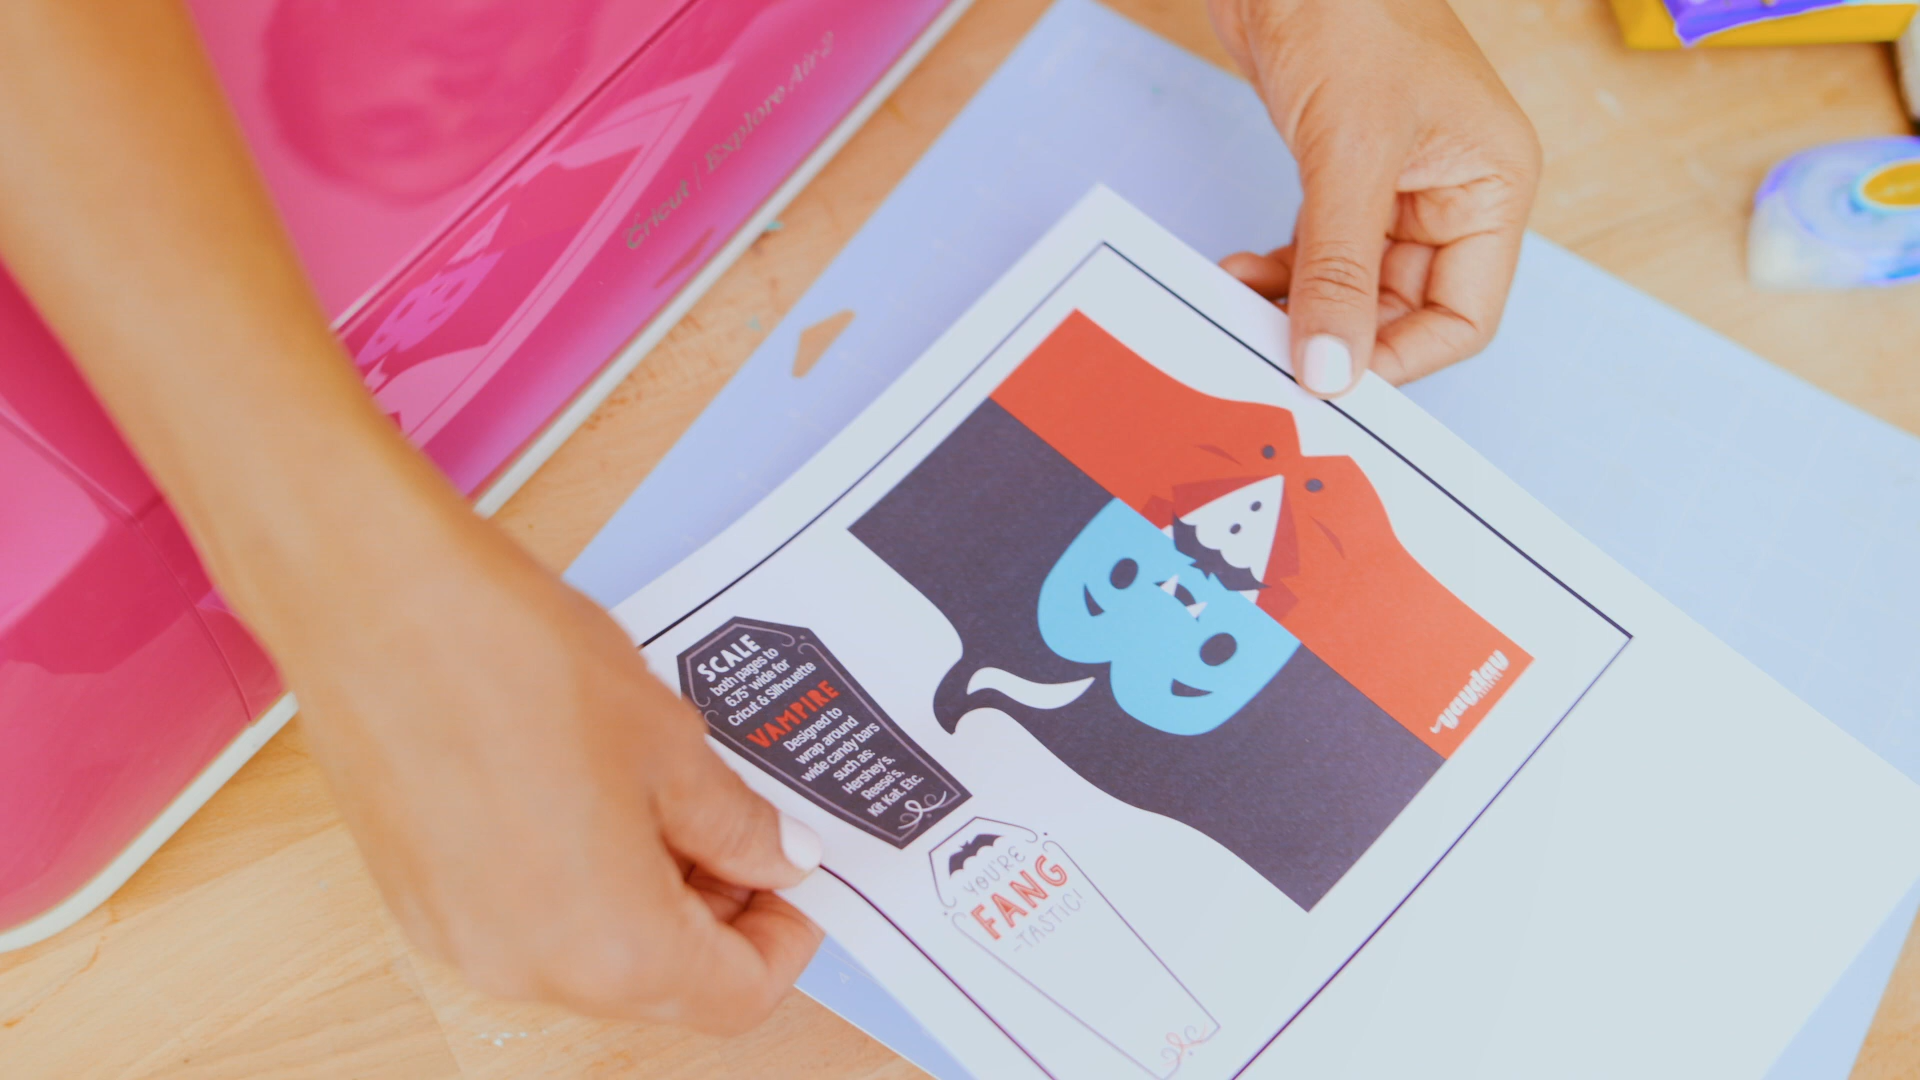 Cricut | Explore Air 2
SCALE
both pages to
6.75" wide for
Cricut & Silhouette
VAMPIRE
Designed to
wrap around
wide candy bars
such as:
Hershey's,
Reese's,
Kit Kat, Etc.
YOU'RE
FANG
-TASTIC!
yayday